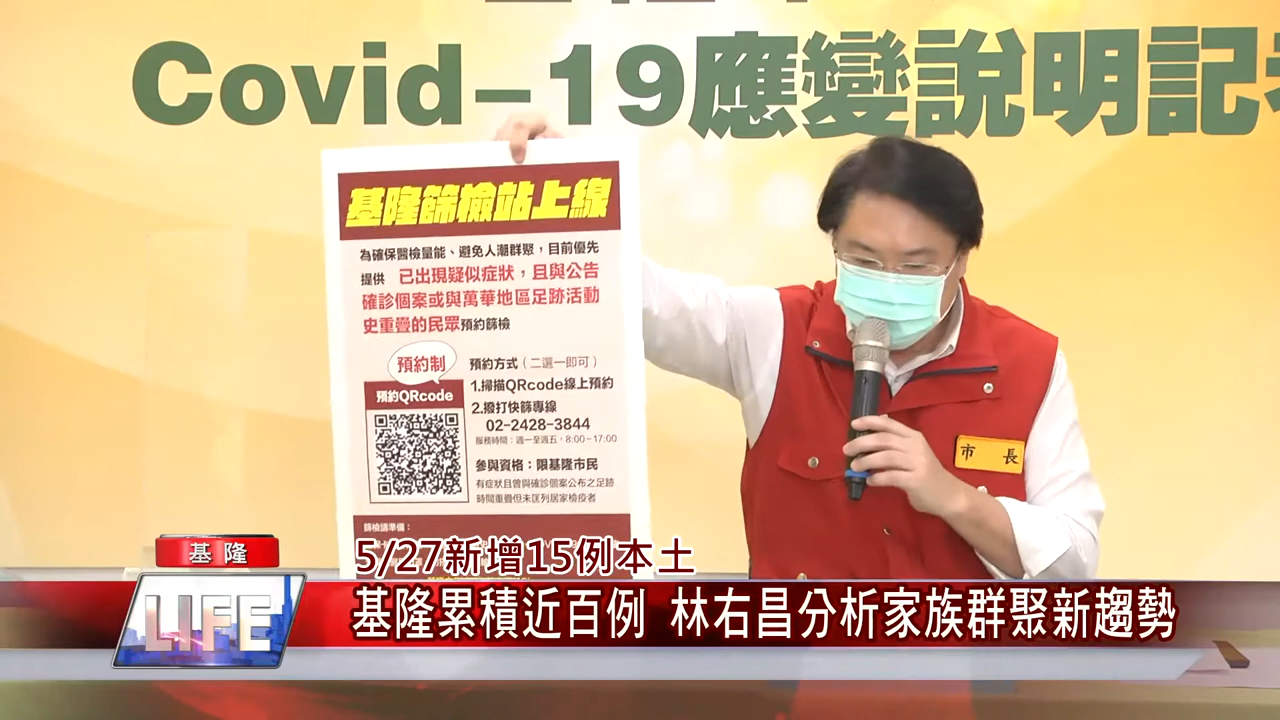 Covid-19應變說明記
基隆篩檢站上線
為確保醫檢量能、避免人潮群聚，目前優先
提供 已出現疑似症狀，且與公告
確診個案或與萬華地區足跡活動
史重疊的民眾預約篩檢
預約制
預約QRcode
預約方式（二選一即可）
1.掃描QRcode線上預約
2.撥打快篩專線
02-2428-3844
服務時間：週一至週五，8:00-17:00
參與資格：限基隆市民
有症狀且曾與確診個案公布之足跡
時間重疊但未匡列居家檢疫者
篩檢請準備：
市長
基隆
LIFE
5/27新增15例本土
基隆累積近百例 林右昌分析家族群聚新趨勢